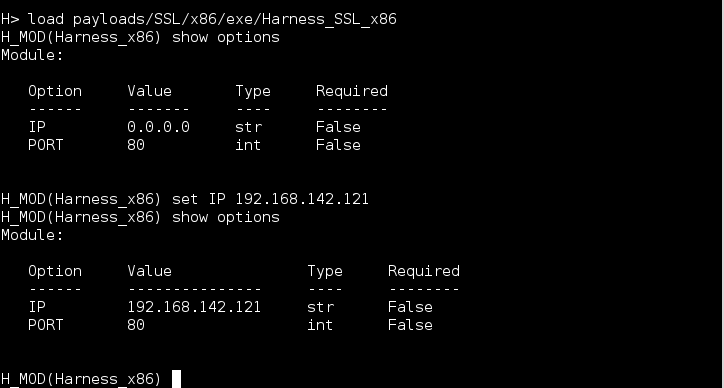 H> load payloads/SSL/x86/exe/Harness_SSL_x86
H_MOD(Harness_x86) show options
Module:
Option Value Type Required
------ ------- ---- --------
IP 0.0.0.0 str False
PORT 80 int False
H_MOD(Harness_x86) set IP 192.168.142.121
H_MOD(Harness_x86) show options
Module:
Option Value Type Required
------ --------------- ---- --------
IP 192.168.142.121 str False
PORT 80 int False
H_MOD(Harness_x86)